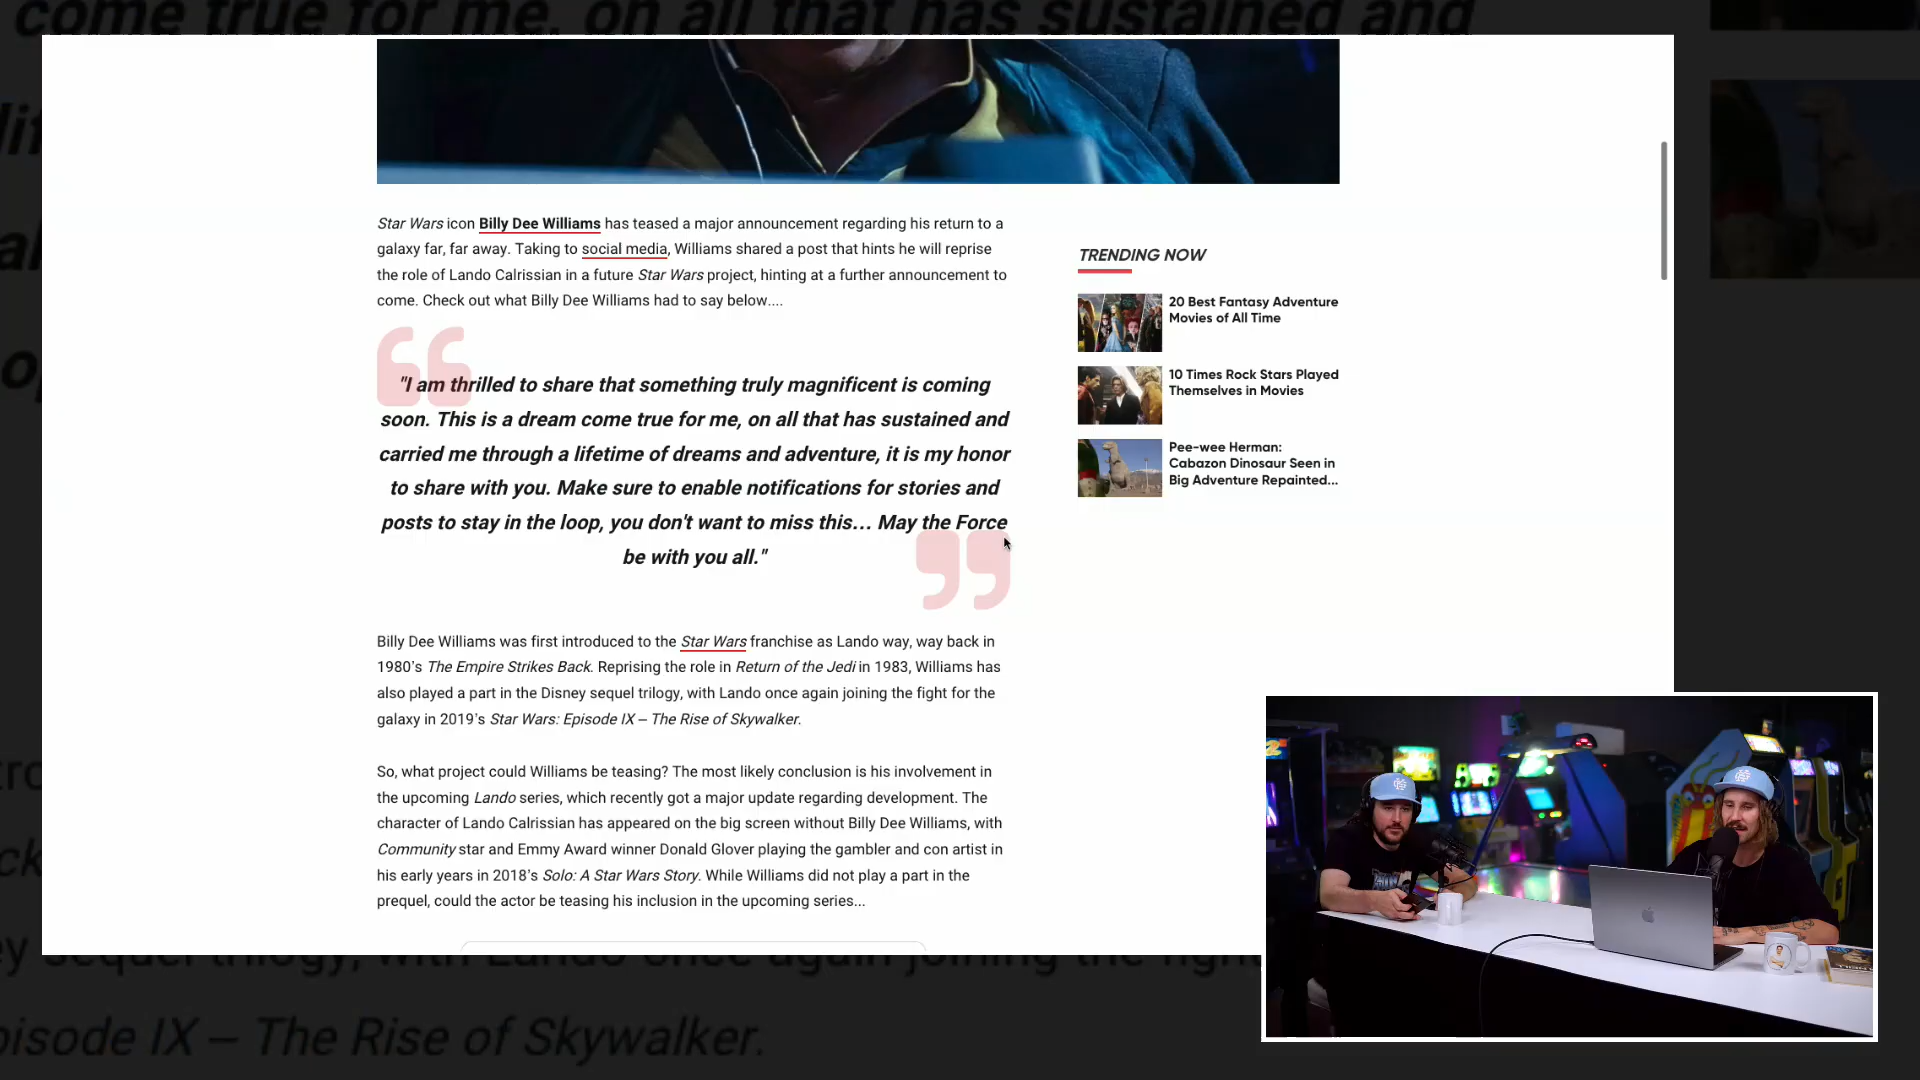 come true for me, on all that has sustained and
Star Wars icon Billy Dee Williams has teased a major announcement regarding his return to a
galaxy far, far away. Taking to social media, Williams shared a post that hints he will reprise
the role of Lando Calrissian in a future Star Wars project, hinting at a further announcement to
come. Check out what Billy Dee Williams had to say below....
"I am thrilled to share that something truly magnificent is coming
soon. This is a dream come true for me, on all that has sustained and
carried me through a lifetime of dreams and adventure, it is my honor
to share with you. Make sure to enable notifications for stories and
posts to stay in the loop, you don't want to miss this... May the Force
be with you all."
Billy Dee Williams was first introduced to the Star Wars franchise as Lando way, way back in
1980's The Empire Strikes Back. Reprising the role in Return of the Jedi in 1983, Williams has
also played a part in the Disney sequel trilogy, with Lando once again joining the fight for the
galaxy in 2019's Star Wars: Episode IX – The Rise of Skywalker.
So, what project could Williams be teasing? The most likely conclusion is his involvement in
the upcoming Lando series, which recently got a major update regarding development. The
character of Lando Calrissian has appeared on the big screen without Billy Dee Williams, with
Community star and Emmy Award winner Donald Glover playing the gambler and con artist in
his early years in 2018's Solo: A Star Wars Story. While Williams did not play a part in the
prequel, could the actor be teasing his inclusion in the upcoming series...
TRENDING NOW
20 Best Fantasy Adventure
Movies of All Time
10 Times Rock Stars Played
Themselves in Movies
Pee-wee Herman:
Cabazon Dinosaur Seen in
Big Adventure Repainted...
sequel trilogy, with Lando once again joining the
pisode IX – The Rise of Skywalker.